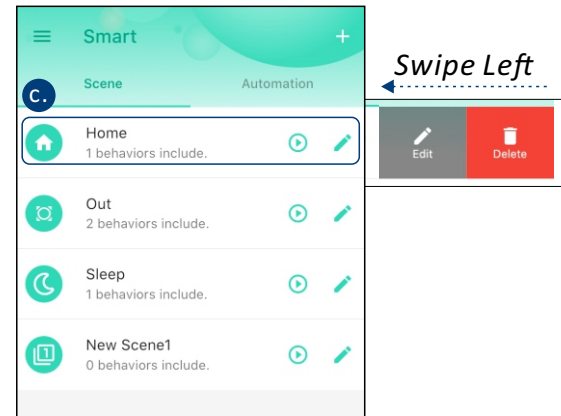 Smart
Swipe Left
Scene
Automation
c.
Home
1 behaviors include.
Edit
Delete
Out
2 behaviors include.
Sleep
1 behaviors include.
1
New Scene1
0 behaviors include.